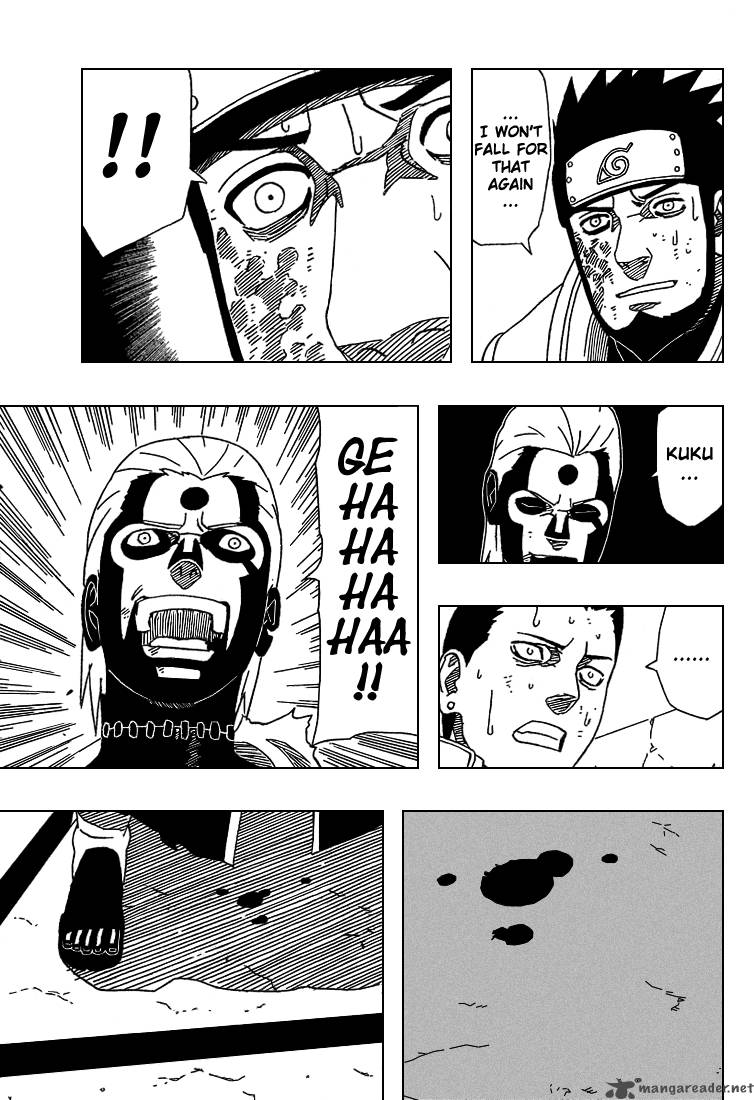 ...
I WON'T
FALL FOR
THAT
AGAIN
...
!!
KUKU
...
......
GE
HA
HA
HA
HAA
!!
mangareader.net